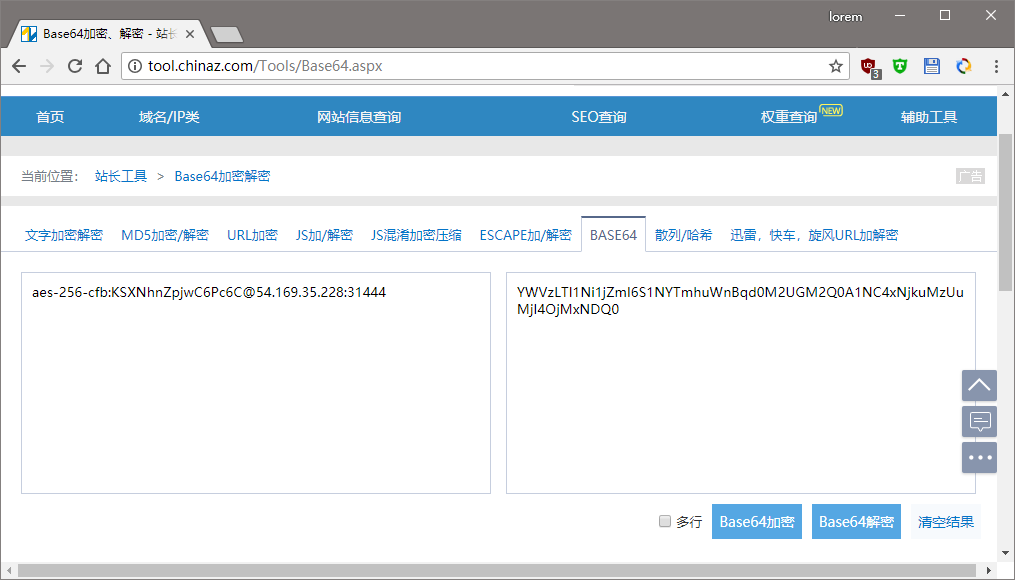 lorem
Base64加密、解密 - 站长
tool.chinaz.com/Tools/Base64.aspx
3
首页 域名/IP类 网站信息查询 SEO查询 权重查询 NEW 辅助工具
当前位置： 站长工具 > Base64加密解密 广告
文字加密解密 MD5加密/解密 URL加密 JS加/解密 JS混淆加密压缩 ESCAPE加/解密 BASE64 散列/哈希 迅雷，快车，旋风URL加解密
aes-256-cfb:KSXNhnZpjwC6Pc6C@54.169.35.228:31444
YWVzLTI1Ni1jZmI6S1NYTmhuWnBqd0M2UGM2Q0A1NC4xNjkuMzUu
MjI4OjMxNDQ0
多行 Base64加密 Base64解密 清空结果